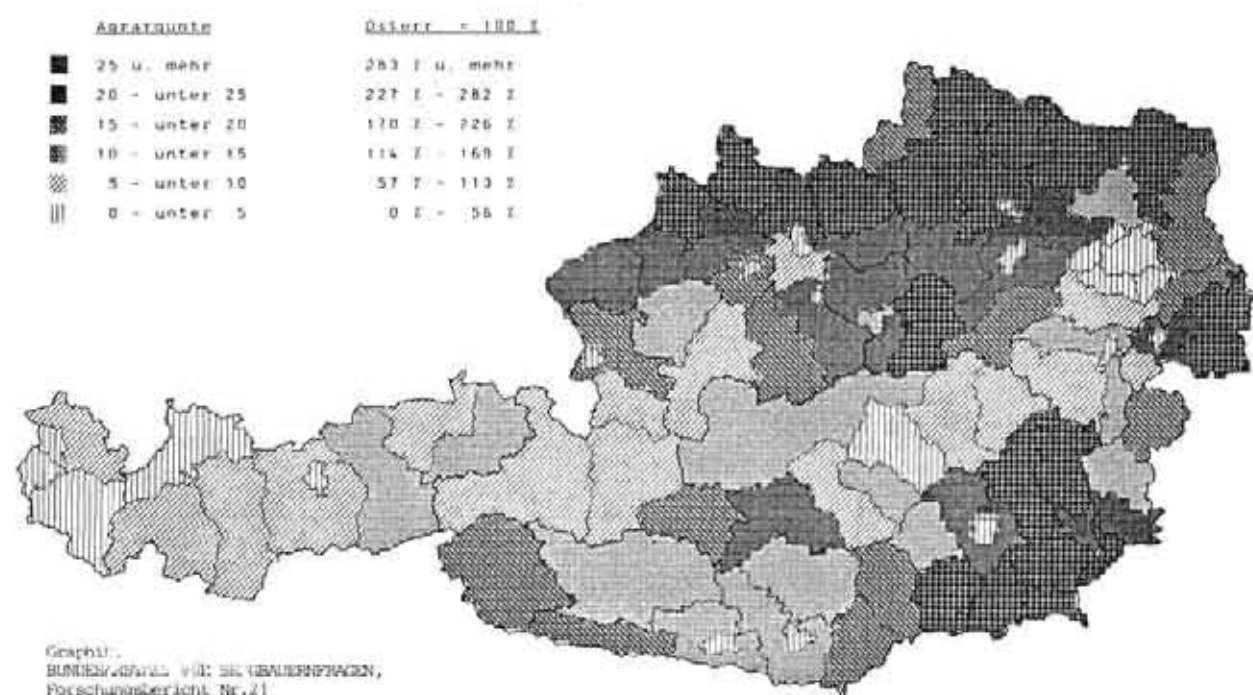 Agrarquote Österr. = 100 %
25 u. mehr 283 % u. mehr
20 - unter 25 227 % - 282 %
15 - unter 20 170 % - 226 %
10 - unter 15 114 % - 169 %
5 - unter 10 57 % - 113 %
0 - unter 5 0 % - 56 %
Graphik:
BERGBAUERNFRAGEN,
Forschungsbericht Nr.21